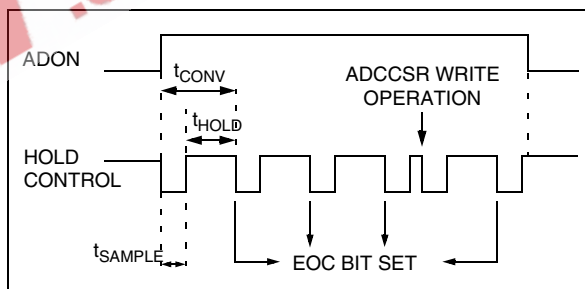 ADON
tCONV
ADCCSR WRITE
OPERATION
tHOLD
HOLD
CONTROL
tSAMPLE
EOC BIT SET